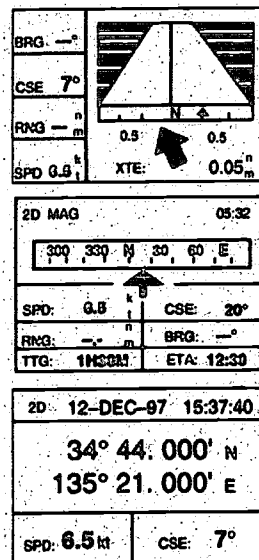 BRG —°
CSE 7°
RNG — n m
SPD 6.5 k t
N
0.5 0.5
XTE: 0.05 n m
2D MAG 05:32
300 330 N 30 60 E
SPD: 6.5 k t CSE: 20°
RNG: -.- n m BRG: —°
TTG: ETA: 12:30
2D 12–DEC–97 15:37:40
34° 44. 000' N
135° 21. 000' E
SPD: 6.5 kt CSE: 7°